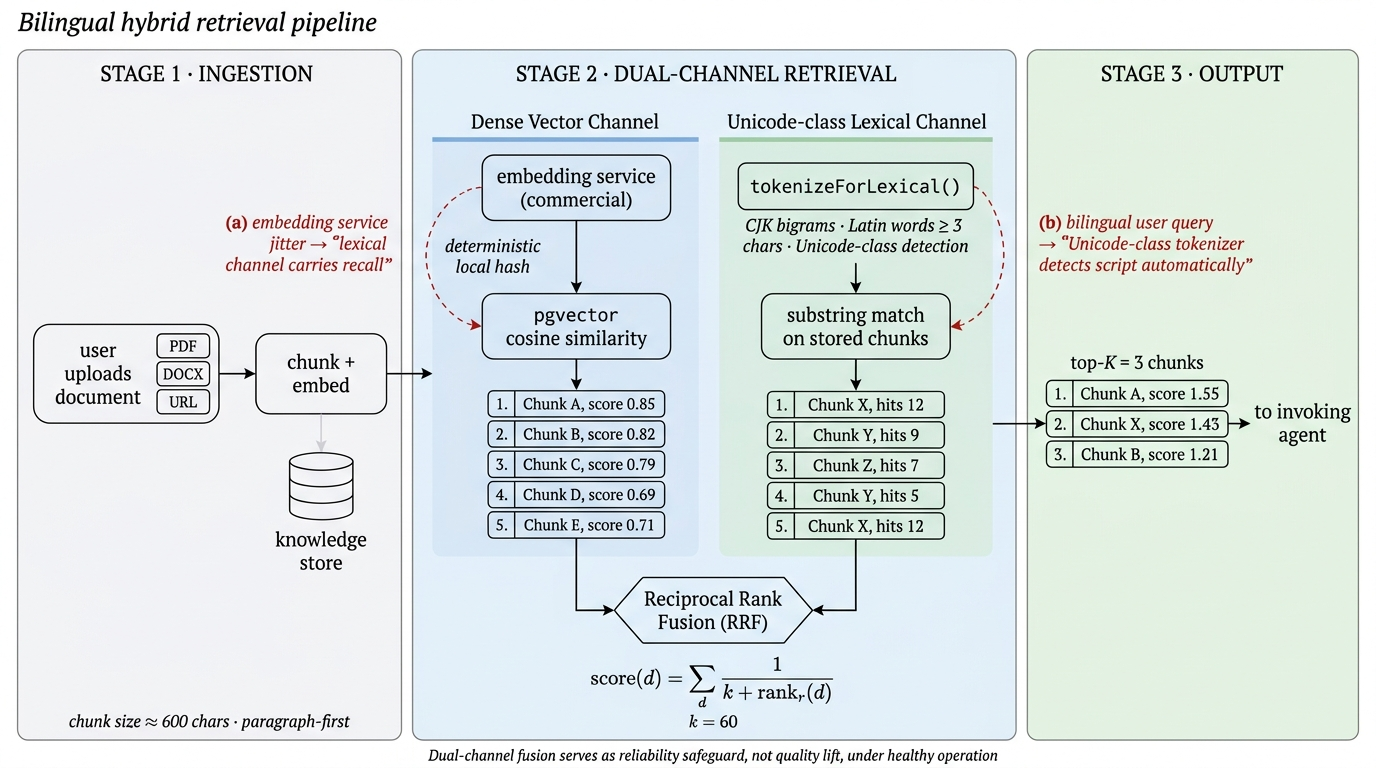 Bilingual hybrid retrieval pipeline
STAGE 1 · INGESTION
(a) embedding service
jitter → “lexical
channel carries recall”
user
uploads
document
PDF
DOCX
URL
chunk +
embed
knowledge
store
chunk size ≈ 600 chars · paragraph-first
STAGE 2 · DUAL-CHANNEL RETRIEVAL
Dense Vector Channel
embedding service
(commercial)
deterministic
local hash
pgvector
cosine similarity
1. Chunk A, score 0.85
2. Chunk B, score 0.82
3. Chunk C, score 0.79
4. Chunk D, score 0.69
5. Chunk E, score 0.71
Unicode-class Lexical Channel
tokenizeForLexical()
CJK bigrams · Latin words ≥ 3
chars · Unicode-class detection
substring match
on stored chunks
1. Chunk X, hits 12
2. Chunk Y, hits 9
3. Chunk Z, hits 7
4. Chunk Y, hits 5
5. Chunk X, hits 12
Reciprocal Rank
Fusion (RRF)
score(d) = ∑_d 1 / (k + rank_r(d))
k = 60
STAGE 3 · OUTPUT
(b) bilingual user query
→ “Unicode-class tokenizer
detects script automatically”
top-K = 3 chunks
1. Chunk A, score 1.55
2. Chunk X, score 1.43
3. Chunk B, score 1.21
to invoking
agent
Dual-channel fusion serves as reliability safeguard, not quality lift, under healthy operation